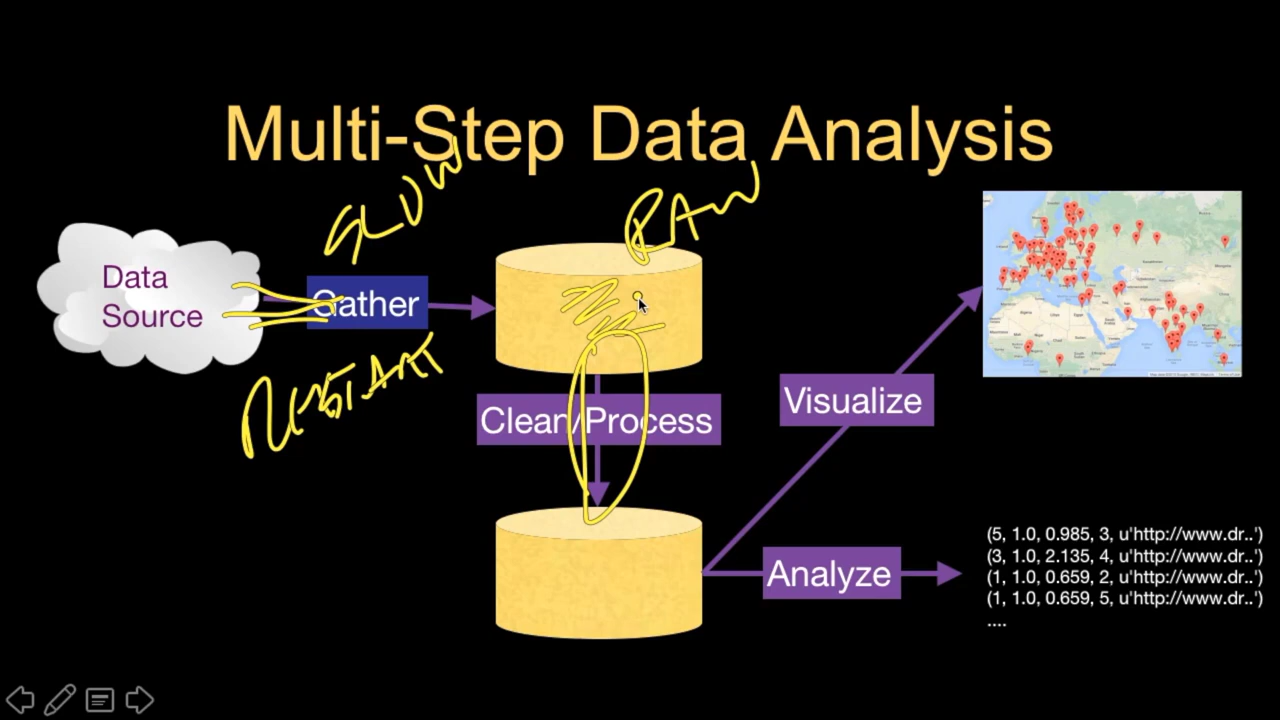 Multi-Step Data Analysis
SLOW
RAW
Data
Source
Gather
RESTART
Clean/Process
Visualize
Analyze
(5, 1.0, 0.985, 3, u'http://www.dr..')
(3, 1.0, 2.135, 4, u'http://www.dr..')
(1, 1.0, 0.659, 2, u'http://www.dr..')
(1, 1.0, 0.659, 5, u'http://www.dr..')
....